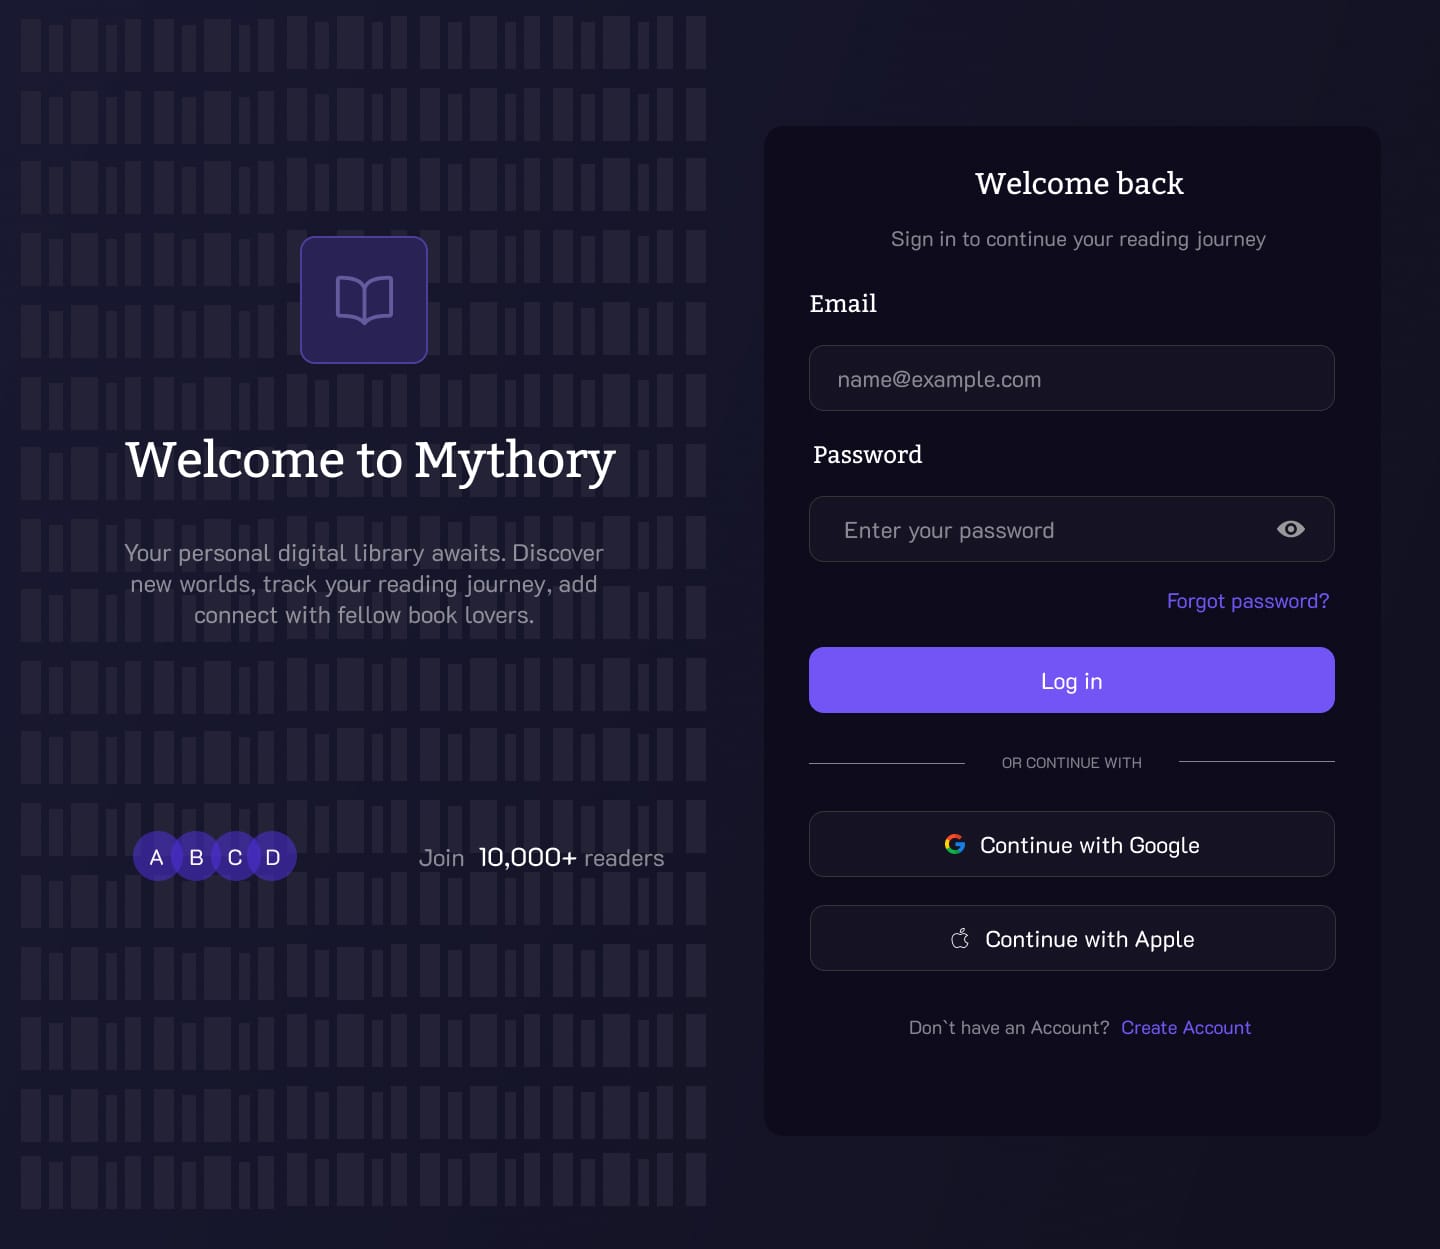 Welcome to Mythory
Your personal digital library awaits. Discover
new worlds, track your reading journey, add
connect with fellow book lovers.
A B C D
Join 10,000+ readers
Welcome back
Sign in to continue your reading journey
Email
name@example.com
Password
Enter your password
Forgot password?
Log in
OR CONTINUE WITH
Continue with Google
Continue with Apple
Don`t have an Account? Create Account